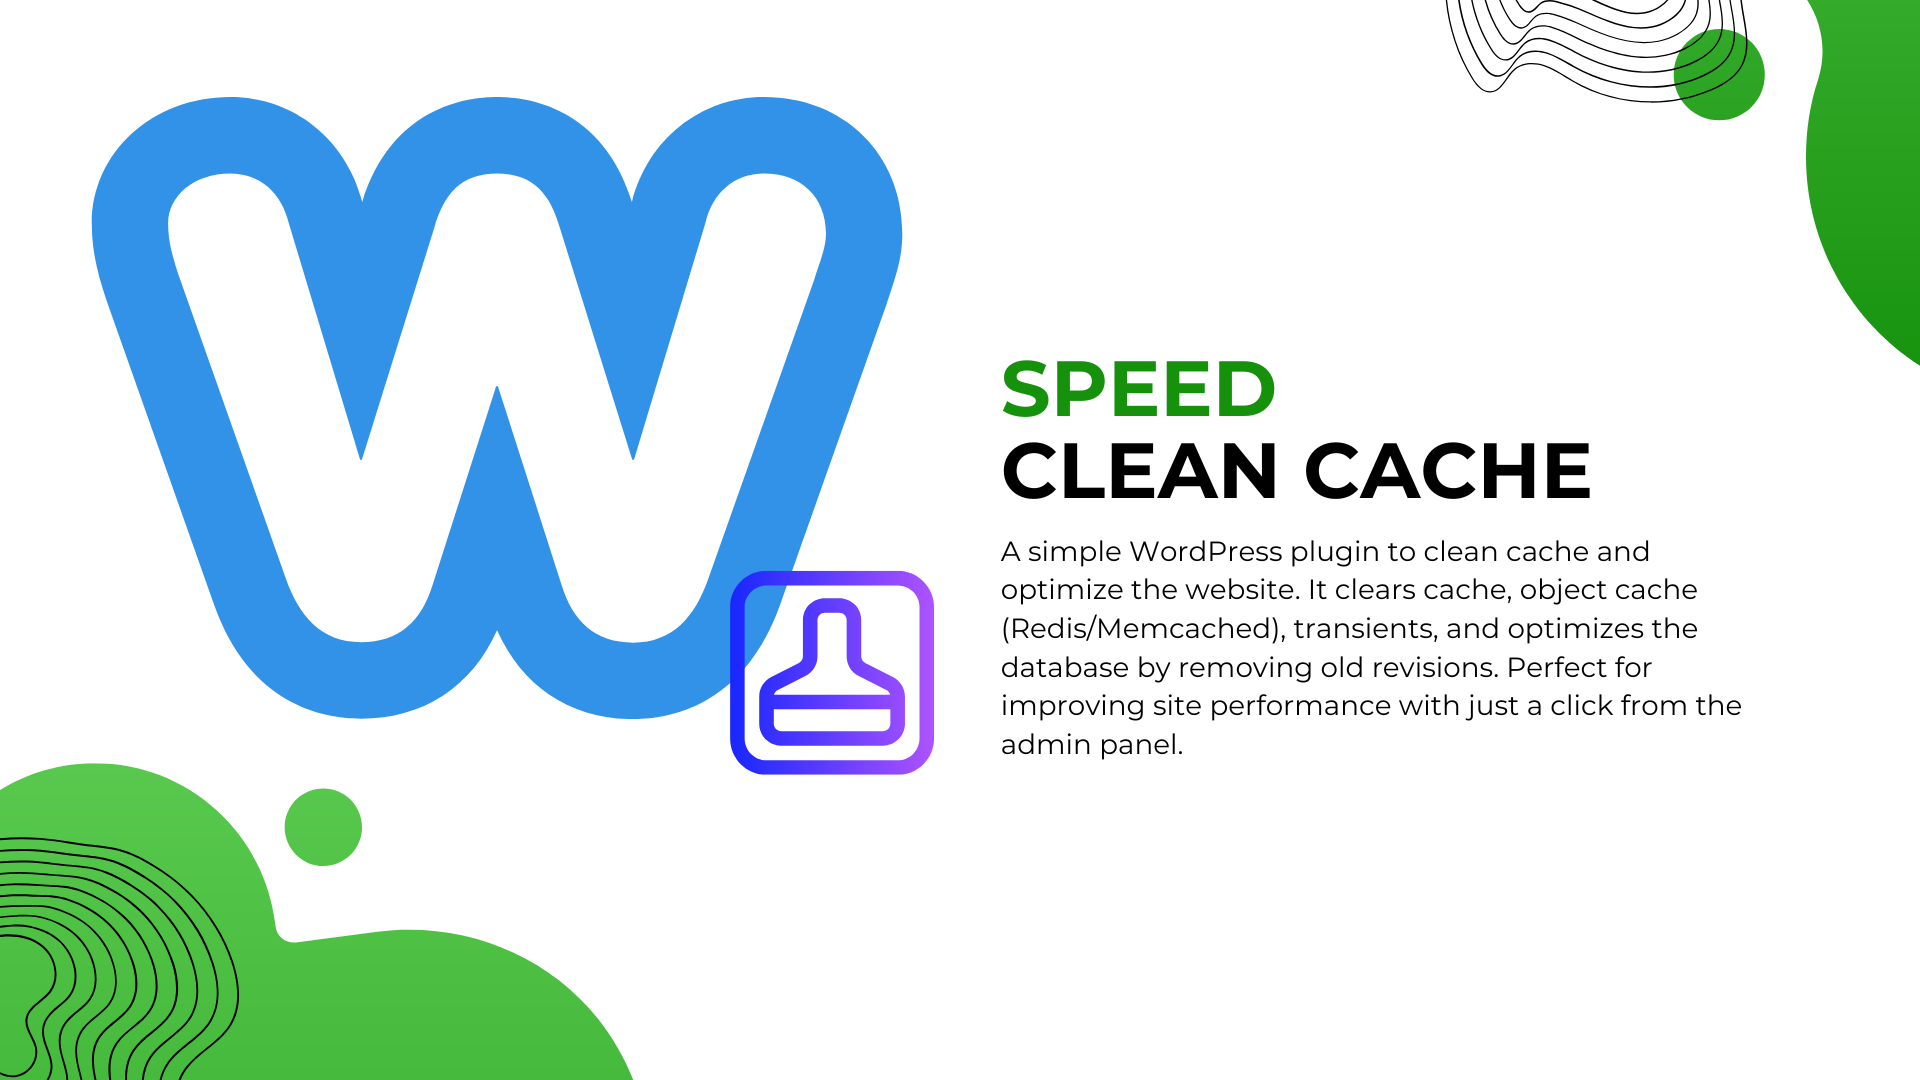 W
SPEED
CLEAN CACHE
A simple WordPress plugin to clean cache and
optimize the website. It clears cache, object cache
(Redis/Memcached), transients, and optimizes the
database by removing old revisions. Perfect for
improving site performance with just a click from the
admin panel.